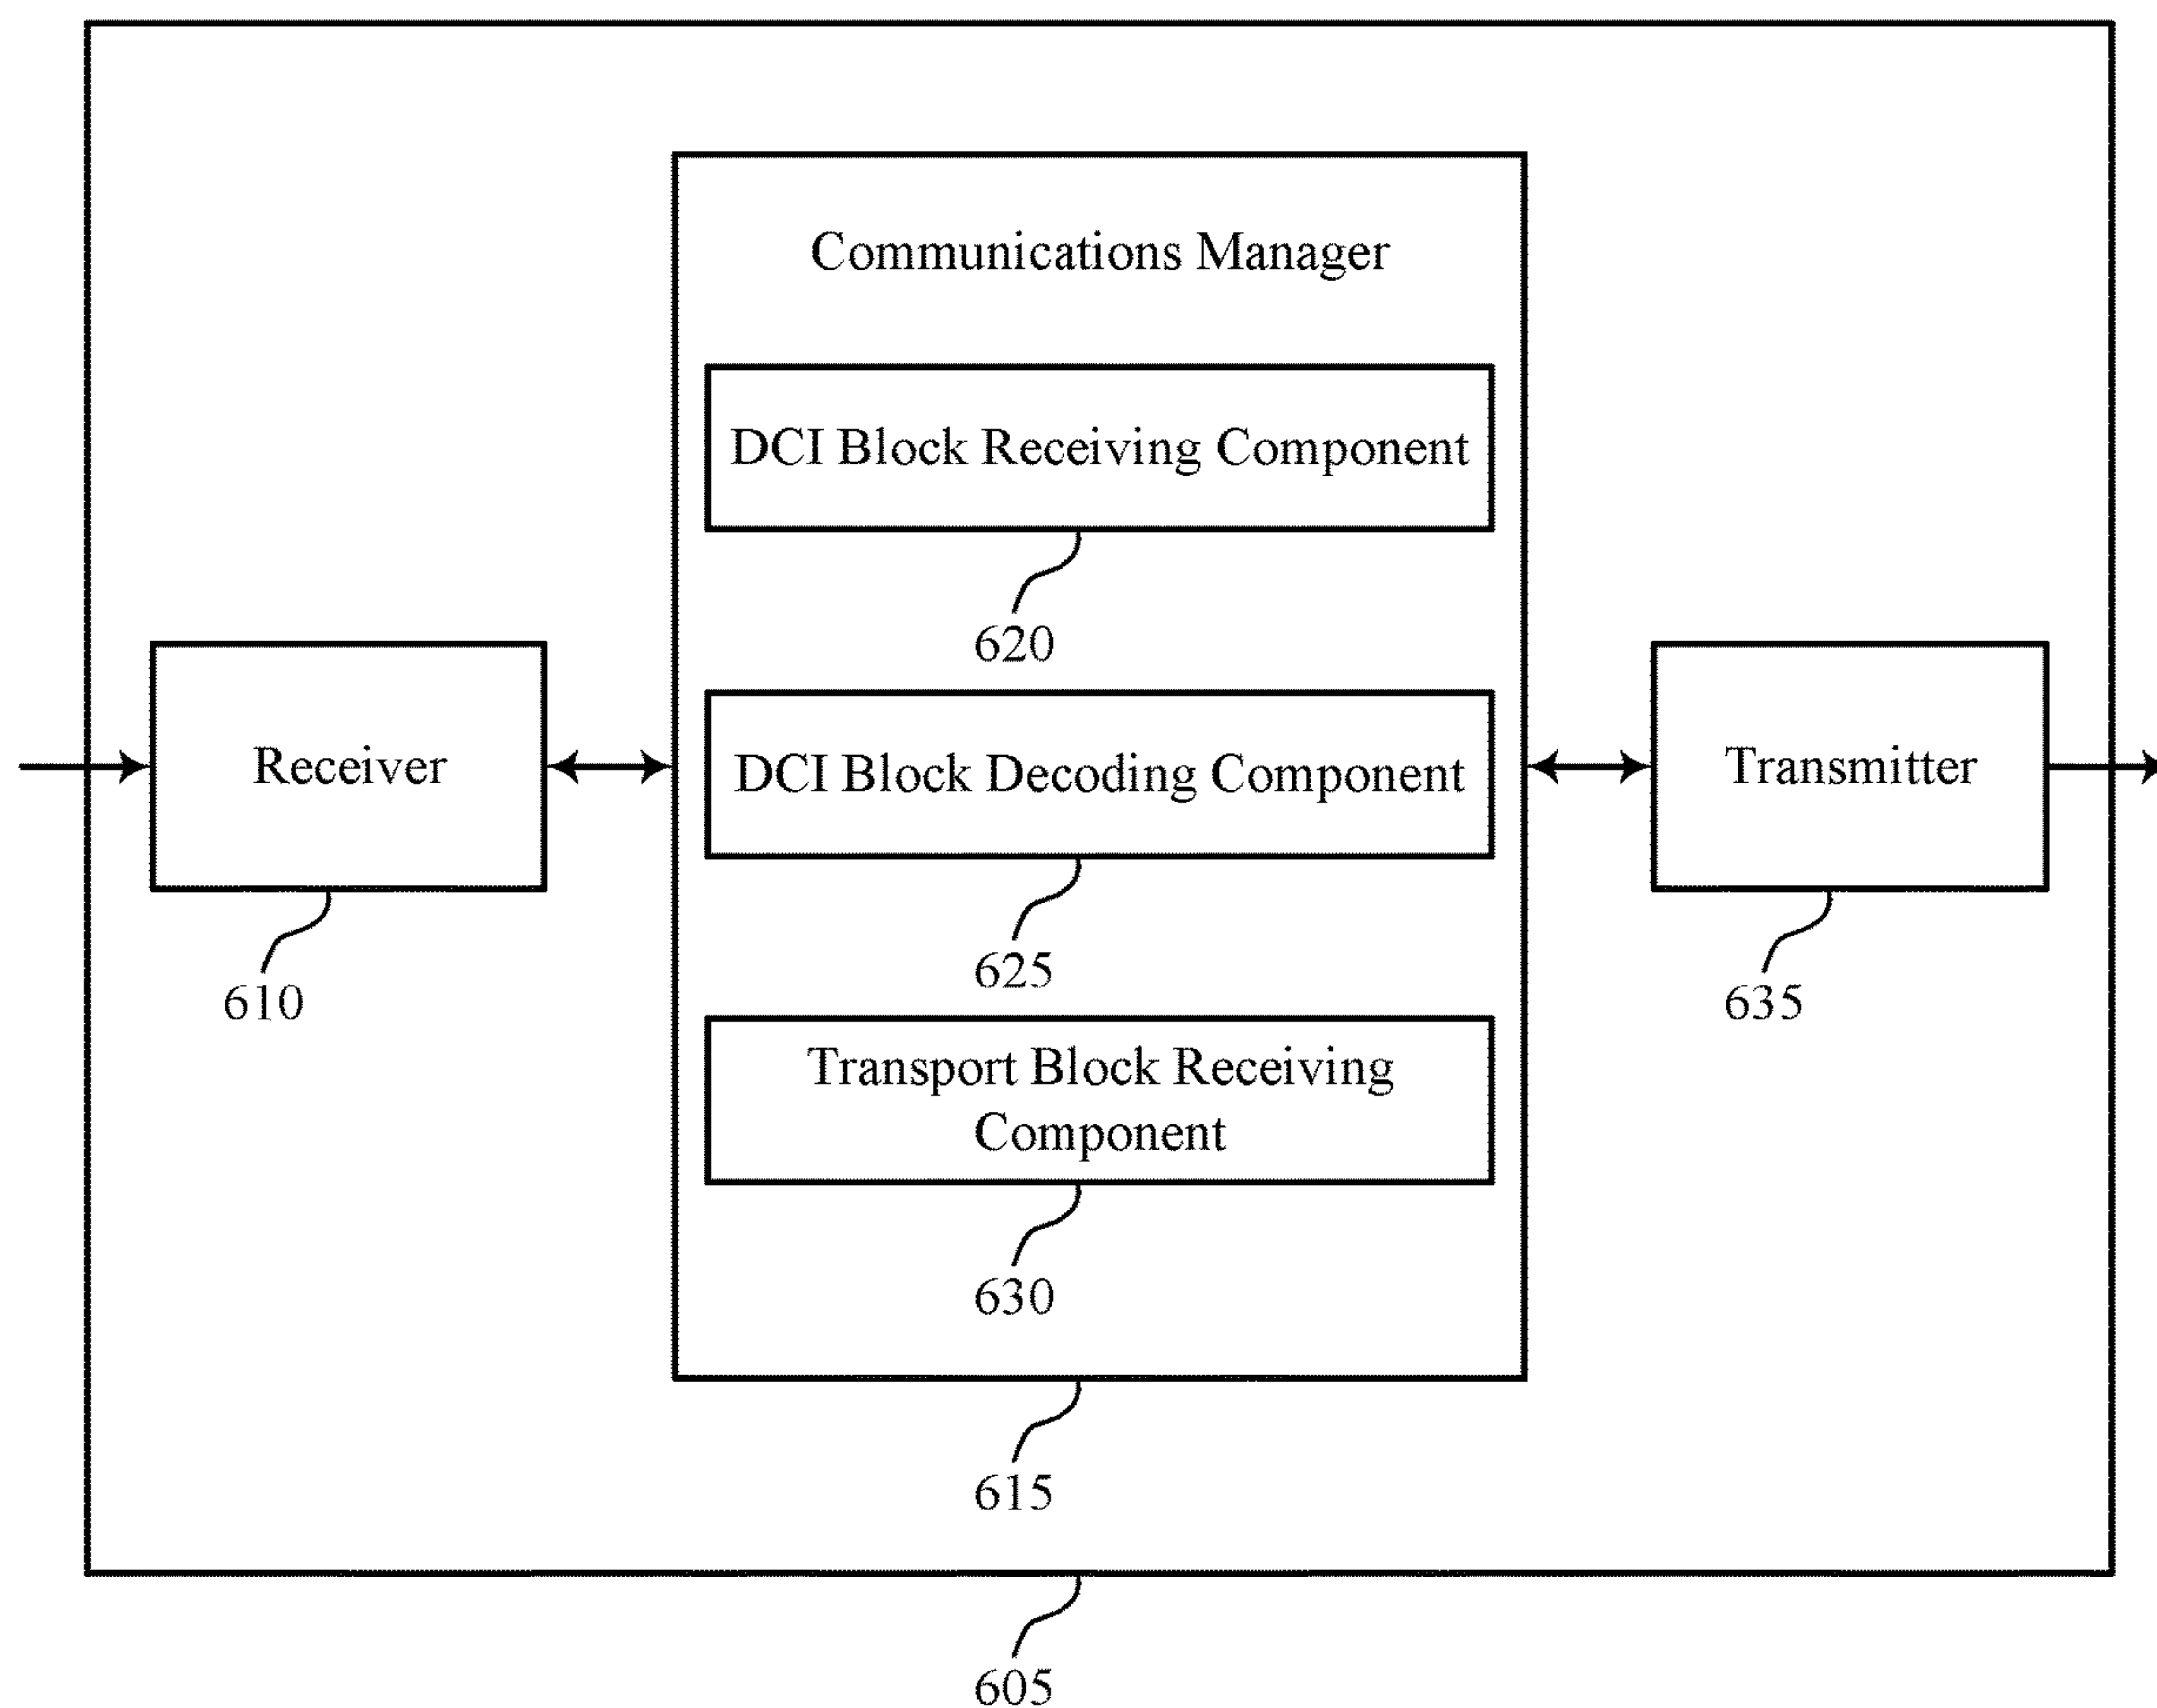 Communications Manager
DCI Block Receiving Component
620
Receiver
610
DCI Block Decoding Component
625
Transmitter
635
Transport Block Receiving
Component
630
615
605